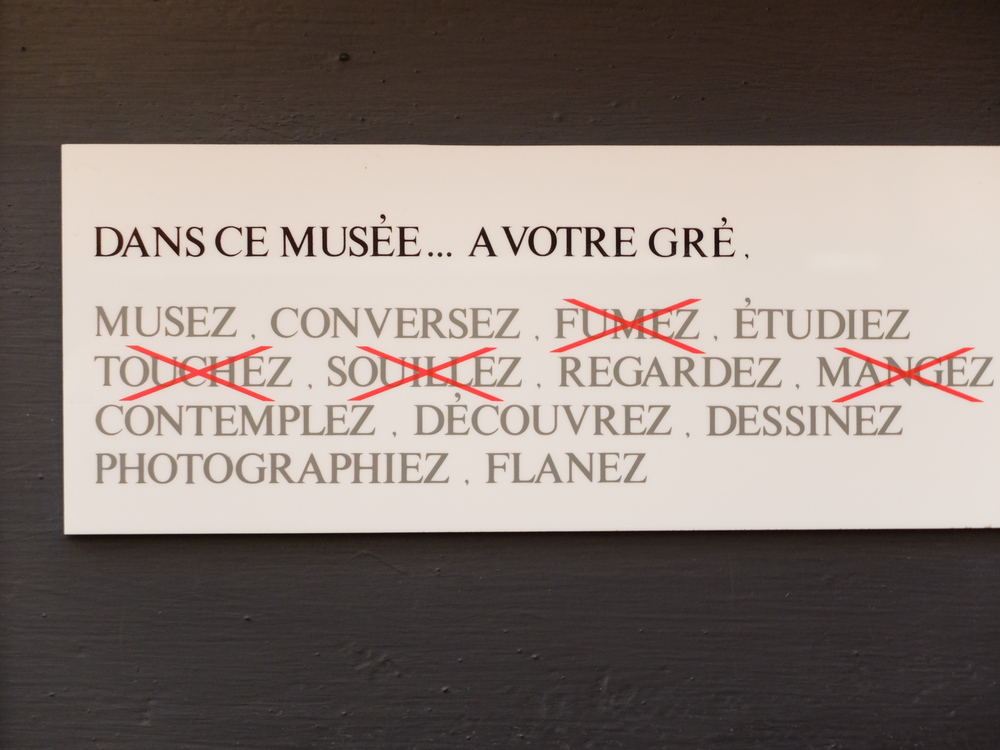 DANS CE MUSÉE... A VOTRE GRÉ,
MUSEZ, CONVERSEZ, FUMEZ, ÉTUDIEZ
TOUCHEZ, SOUILLEZ, REGARDEZ, MANGEZ
CONTEMPLEZ, DÉCOUVREZ, DESSINEZ
PHOTOGRAPHIEZ, FLANEZ